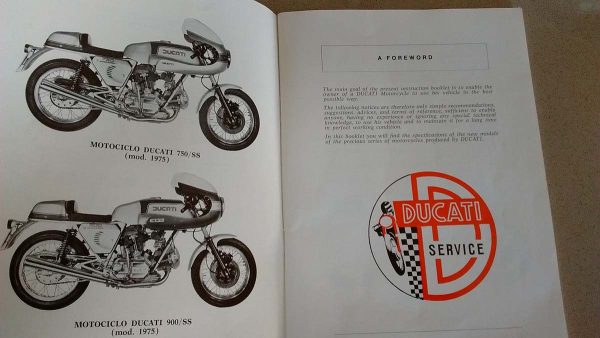 DUCATI
MOTOCICLO DUCATI 750/SS
(mod. 1975)
DUCATI
MOTOCICLO DUCATI 900/SS
(mod. 1975)
A FOREWORD
The main goal of the present instruction booklet is to enable the
owner of a DUCATI Motorcycle to use his vehicle in the best
possible way.
The following notices are therefore only simple recommendations,
suggestions, advices, and terms of reference, sufficient to enable
anyone, having no experience or ignoring any special technical
knowledge, to use his vehicle and to maintain it for a long time
in perfect working condition.
In this booklet you will find the specifications of the new models
of the precious series of motorcycles produced by DUCATI.
DUCATI
SERVICE